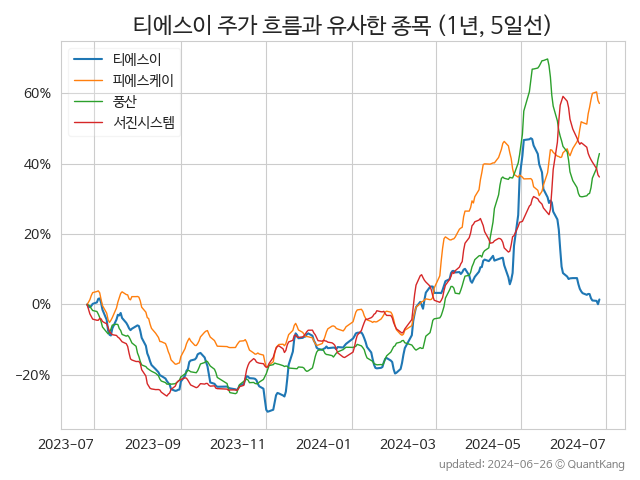 티에스이 주가 흐름과 유사한 종목 (1년, 5일선)
티에스이
피에스케이
풍산
서진시스템
60%
40%
20%
0%
−20%
2023-07 2023-09 2023-11 2024-01 2024-03 2024-05 2024-07
updated: 2024-06-26 © QuantKang